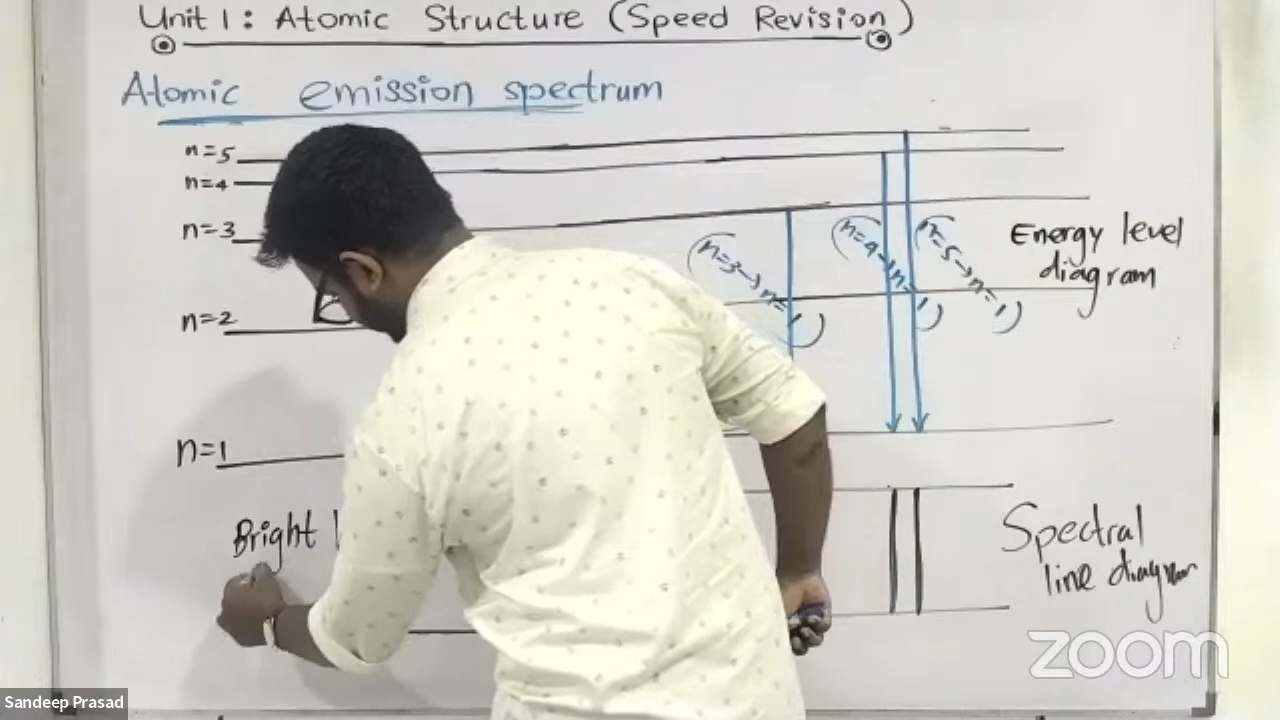 Unit 1: Atomic Structure (Speed Revision)
Atomic emission spectrum
n=5
n=4
n=3
n=2
n=1
(n=3→n=1)
(n=4→n=1)
(n=5→n=1)
Energy level
diagram
Bright
Spectral
line diagram
zoom
Sandeep Prasad